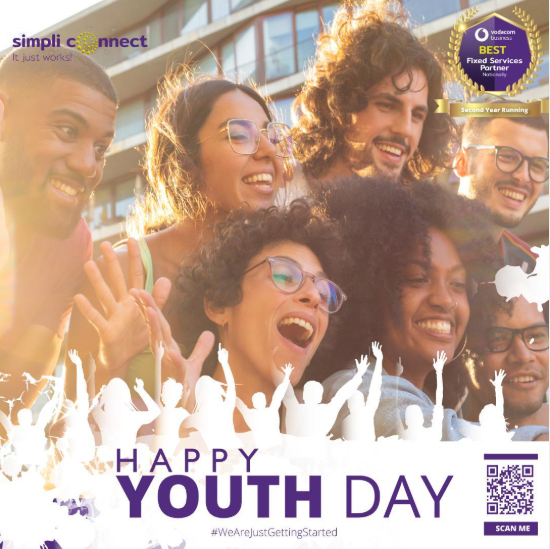 simpli connect
It just works!
vodacom
business
BEST
Fixed Services
Partner
Nationally
Second Year Running
HAPPY
YOUTH DAY
#WeAreJustGettingStarted
SCAN ME